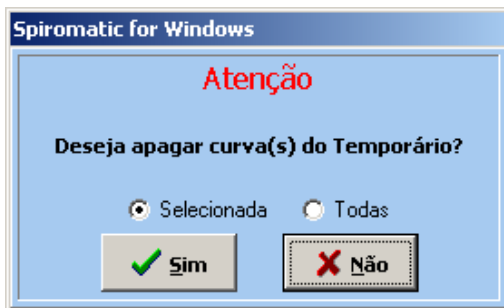 Spiromatic for Windows
Atenção
Deseja apagar curva(s) do Temporário?
Selecionada Todas
Sim Não